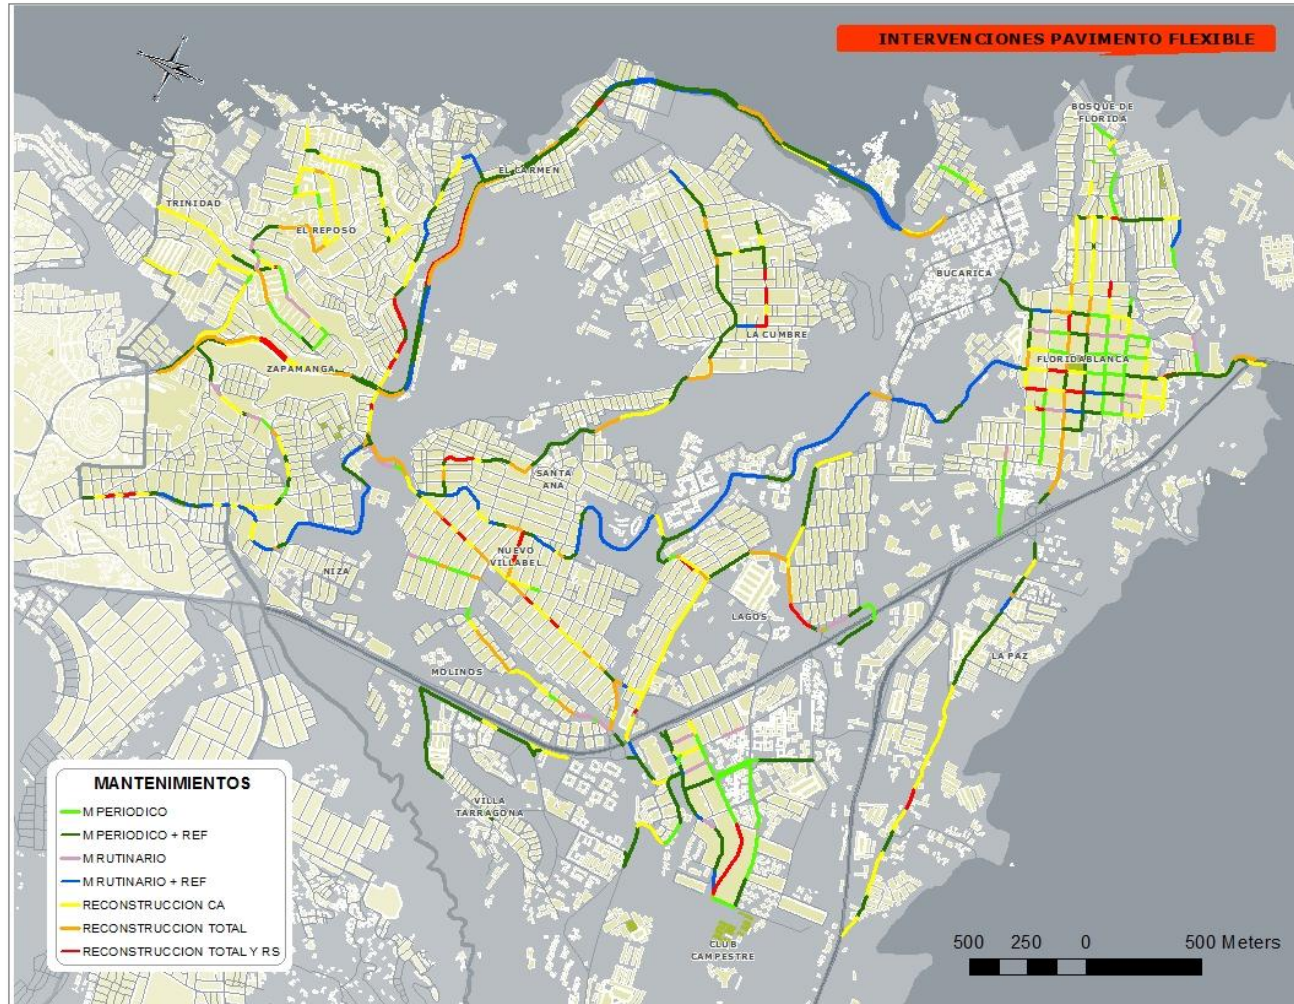 INTERVENCIONES PAVIMENTO FLEXIBLE
BOSQUE DE
FLORIDA
EL CARMEN
TRINIDAD
EL REPOSO
BUCARICA
LA CUMBRE
FLORIDABLANCA
ZAPAMANGA
SANTA
ANA
NUEVO
VILLABEL
NIZA
LAGOS
LA PAZ
MOLINOS
VILLA
TARRAGONA
CLUB
CAMPESTRE
MANTENIMIENTOS
M PERIODICO
M PERIODICO + REF
M RUTINARIO
M RUTINARIO + REF
RECONSTRUCCION CA
RECONSTRUCCION TOTAL
RECONSTRUCCION TOTAL Y RS
500 250 0 500 Meters